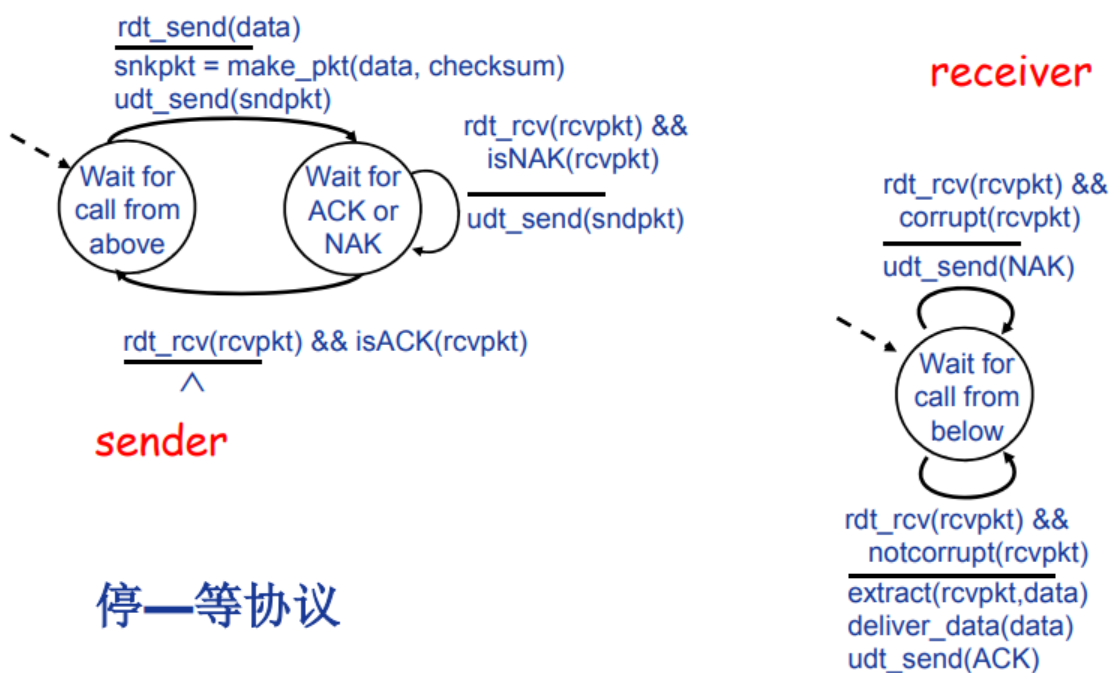 rdt_send(data)
snkpkt = make_pkt(data, checksum)
udt_send(sndpkt)
Wait for
call from
above
Wait for
ACK or
NAK
rdt_rcv(rcvpkt) &&
isNAK(rcvpkt)
udt_send(sndpkt)
rdt_rcv(rcvpkt) && isACK(rcvpkt)
Λ
sender
停—等协议
receiver
rdt_rcv(rcvpkt) &&
corrupt(rcvpkt)
udt_send(NAK)
Wait for
call from
below
rdt_rcv(rcvpkt) &&
notcorrupt(rcvpkt)
extract(rcvpkt,data)
deliver_data(data)
udt_send(ACK)